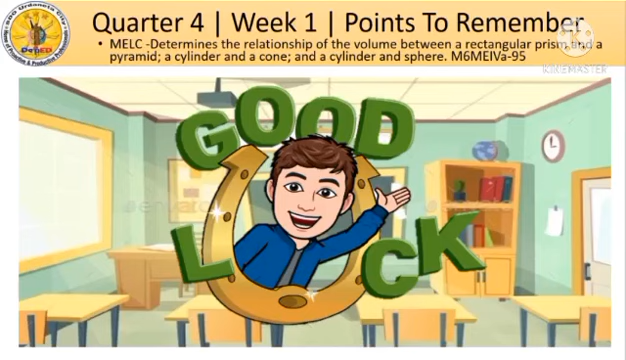 Quarter 4 | Week 1 | Points To Remember
• MELC -Determines the relationship of the volume between a rectangular prism and a
pyramid; a cylinder and a cone; and a cylinder and sphere. M6MEIVa-95
KINEMASTER
DepED
GOOD
LUCK